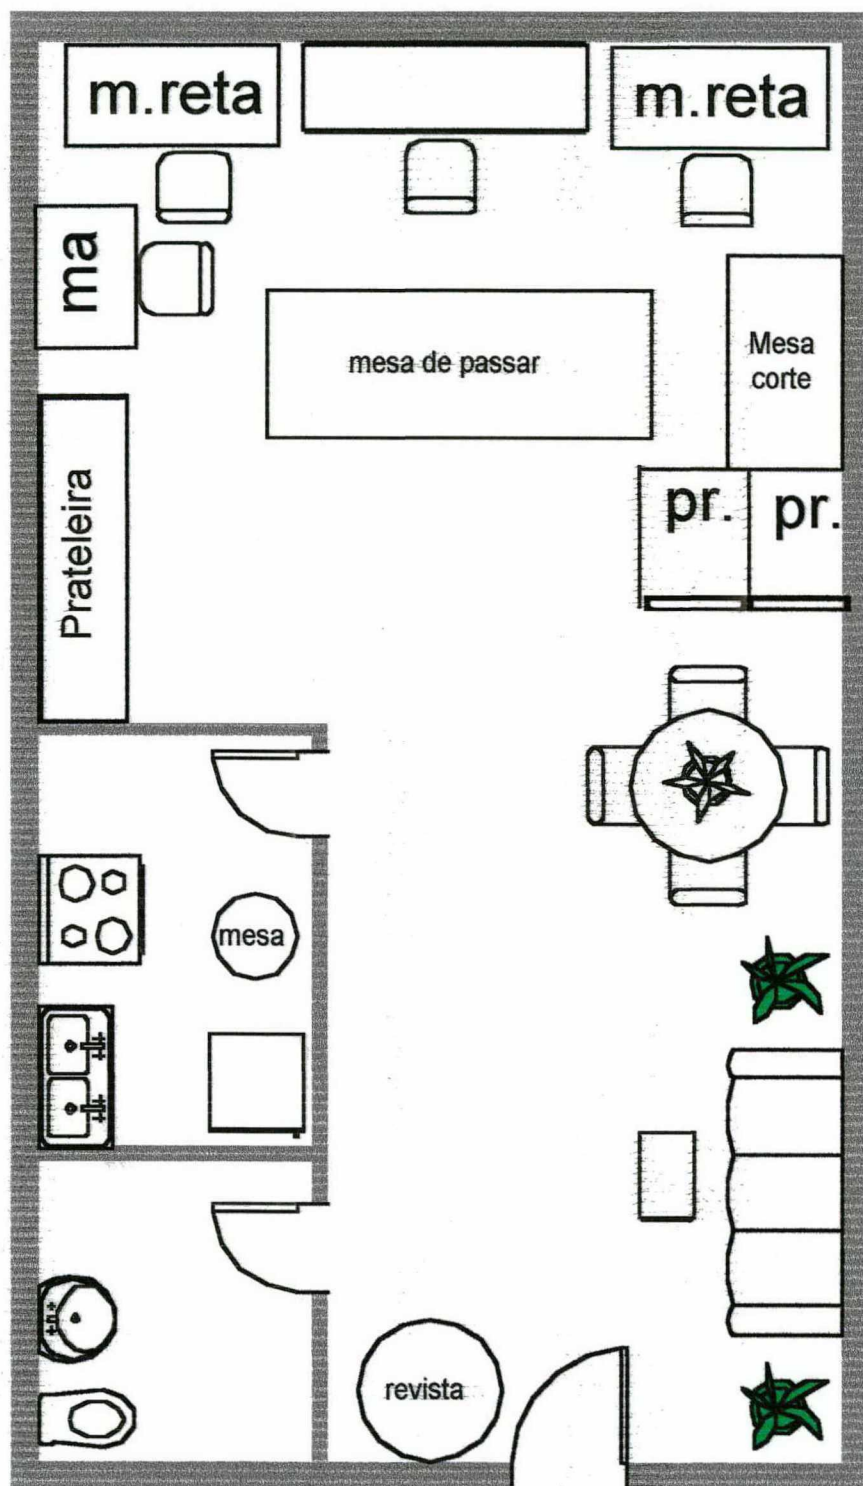 m.reta
m.reta
ma
mesa de passar
Mesa
corte
pr.
pr.
Prateleira
mesa
revista